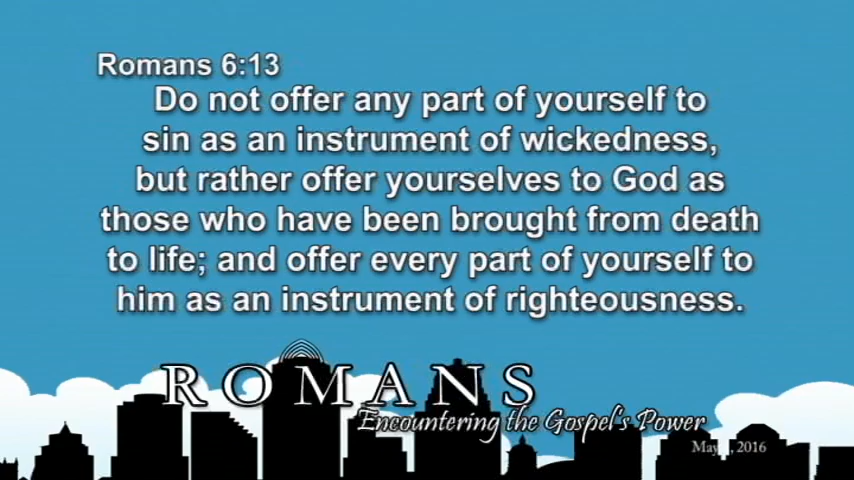 Romans 6:13
Do not offer any part of yourself to
sin as an instrument of wickedness,
but rather offer yourselves to God as
those who have been brought from death
to life; and offer every part of yourself to
him as an instrument of righteousness.
ROMANS
Encountering the Gospel's Power
May , 2016